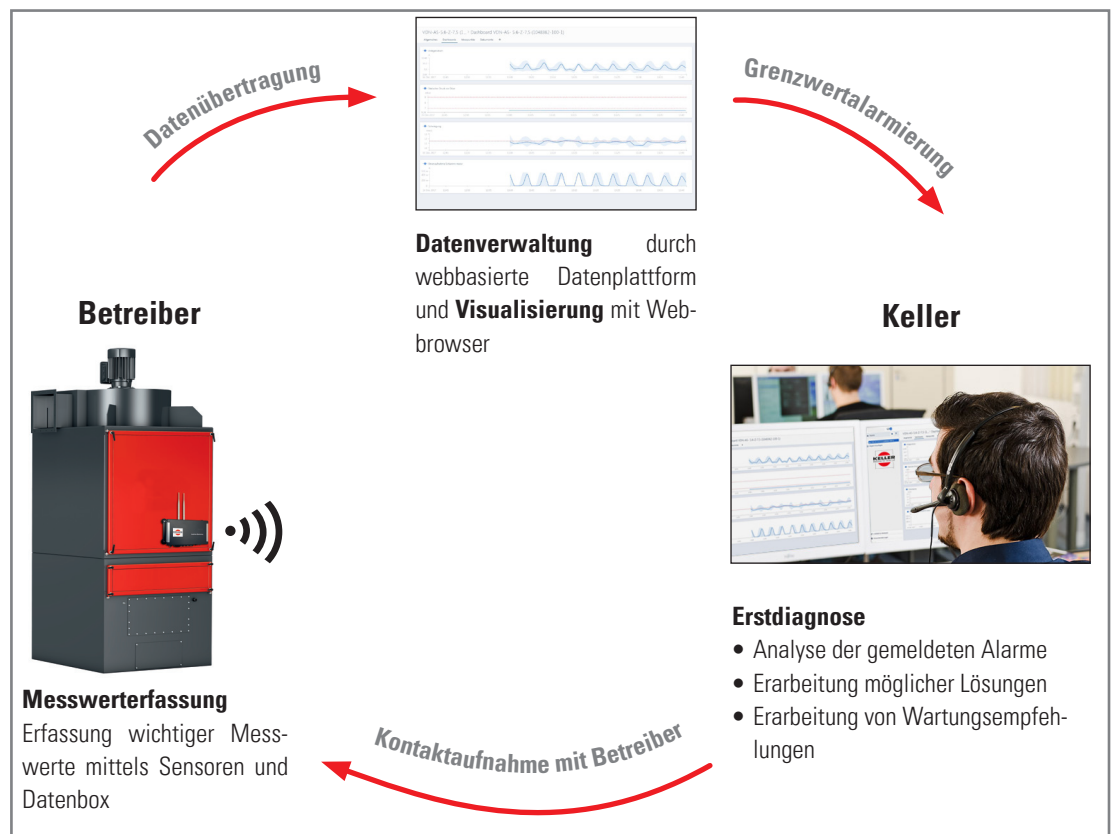 Datenübertragung
Grenzwertalarmierung
Datenverwaltung durch
webbasierte Datenplattform
und Visualisierung mit Web-
browser
Betreiber
Keller
KELLER
Messwerterfassung
Erfassung wichtiger Mess-
werte mittels Sensoren und
Datenbox
Erstdiagnose
• Analyse der gemeldeten Alarme
• Erarbeitung möglicher Lösungen
• Erarbeitung von Wartungsempfeh-
lungen
Kontaktaufnahme mit Betreiber